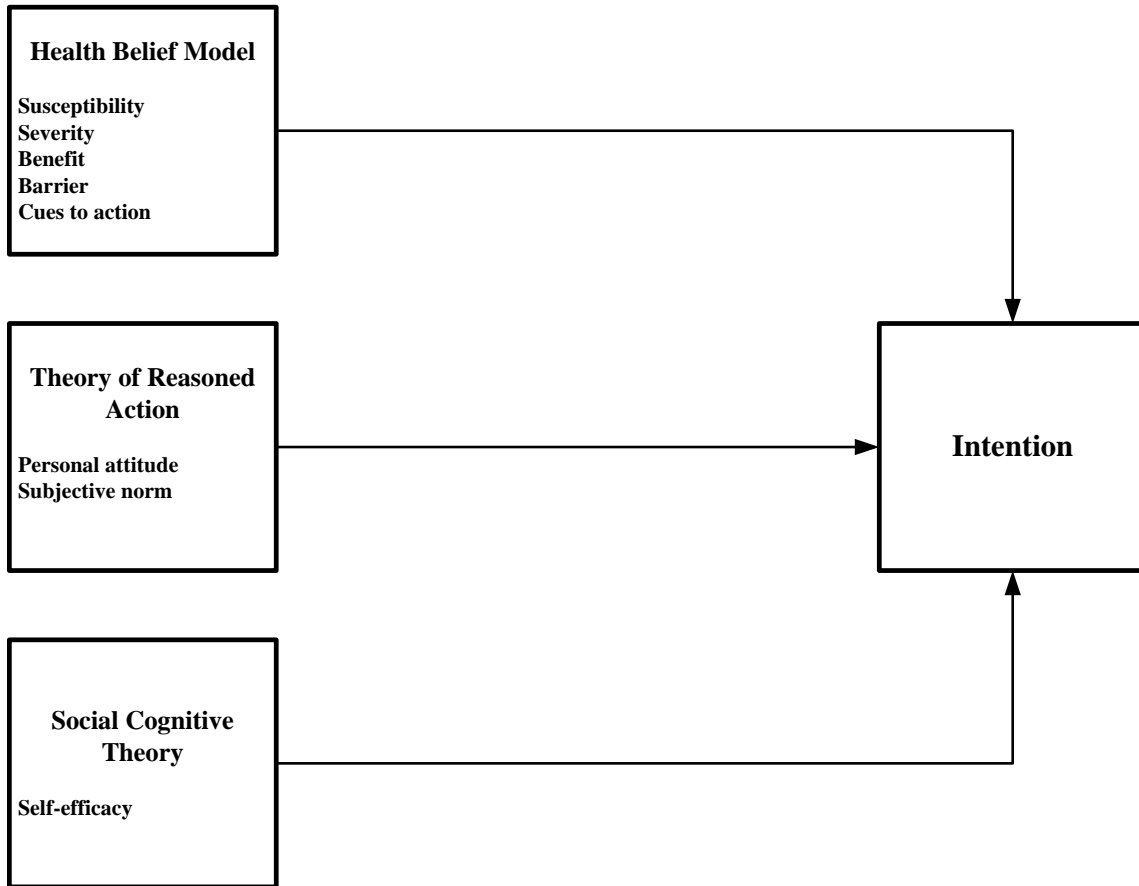 Health Belief Model
Susceptibility
Severity
Benefit
Barrier
Cues to action
Theory of Reasoned
Action
Personal attitude
Subjective norm
Intention
Social Cognitive
Theory
Self-efficacy